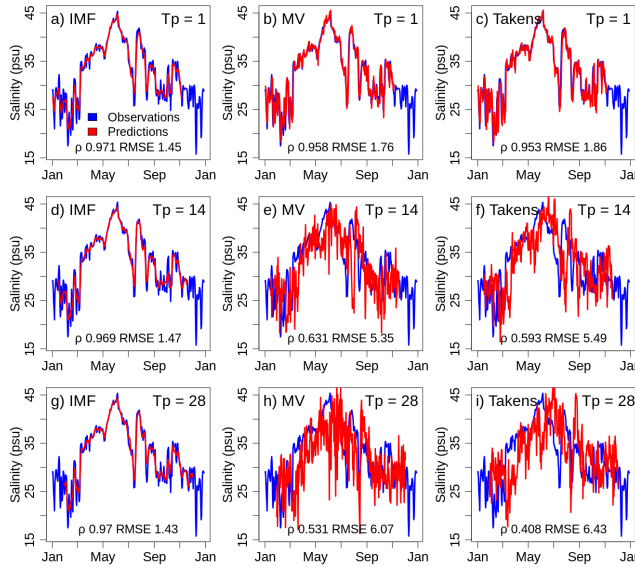 a) IMF Tp = 1
Salinity (psu)
45
35
25
15
Observations
Predictions
ρ 0.971 RMSE 1.45
Jan May Sep Jan
b) MV Tp = 1
Salinity (psu)
45
35
25
15
ρ 0.958 RMSE 1.76
Jan May Sep Jan
c) Takens Tp = 1
Salinity (psu)
45
35
25
15
ρ 0.953 RMSE 1.86
Jan May Sep Jan
d) IMF Tp = 14
Salinity (psu)
45
35
25
15
ρ 0.969 RMSE 1.47
Jan May Sep Jan
e) MV Tp = 14
Salinity (psu)
45
35
25
15
ρ 0.631 RMSE 5.35
Jan May Sep Jan
f) Takens Tp = 14
Salinity (psu)
45
35
25
15
ρ 0.593 RMSE 5.49
Jan May Sep Jan
g) IMF Tp = 28
Salinity (psu)
45
35
25
15
ρ 0.97 RMSE 1.43
Jan May Sep Jan
h) MV Tp = 28
Salinity (psu)
45
35
25
15
ρ 0.531 RMSE 6.07
Jan May Sep Jan
i) Takens Tp = 28
Salinity (psu)
45
35
25
15
ρ 0.408 RMSE 6.43
Jan May Sep Jan